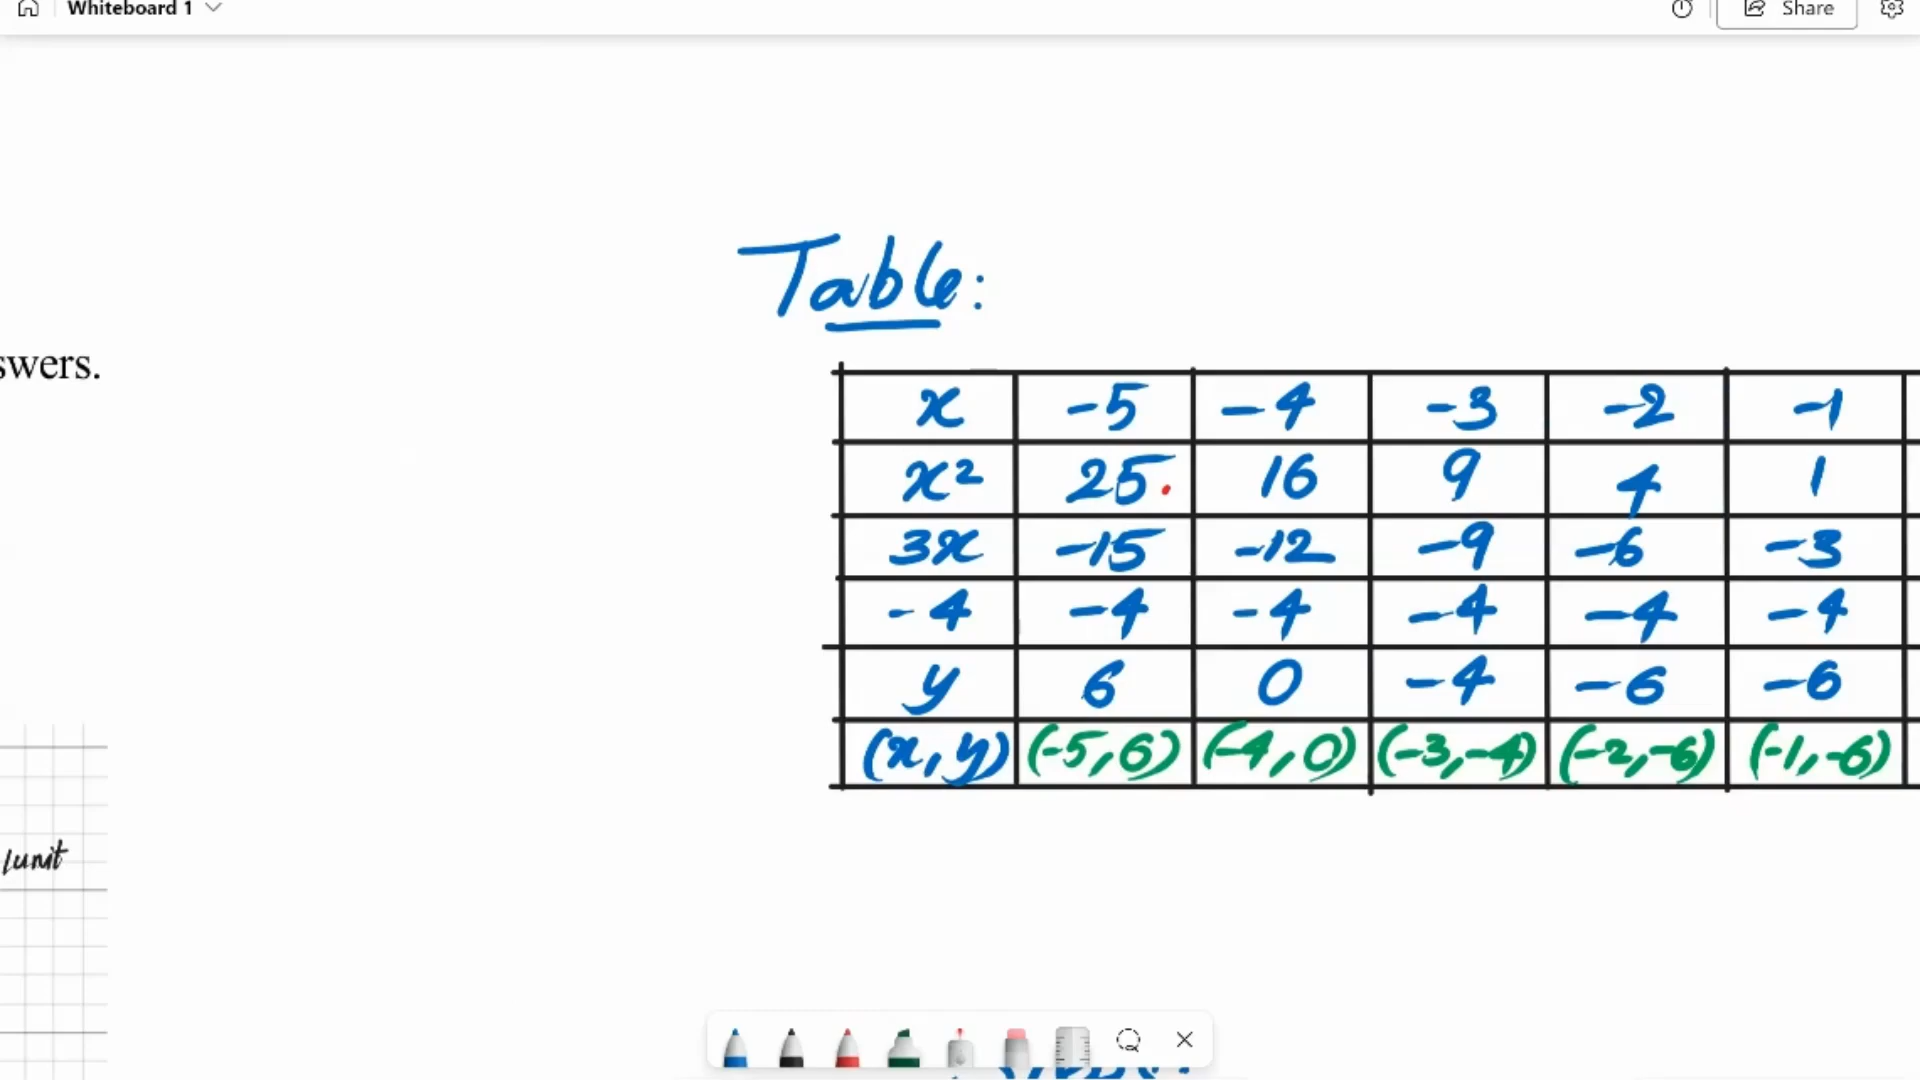 Whiteboard 1
Share
swers.
Table:
x -5 -4 -3 -2 -1
x² 25 16 9 4 1
3x -15 -12 -9 -6 -3
-4 -4 -4 -4 -4 -4
y 6 0 -4 -6 -6
(x,y) (-5,6) (-4,0) (-3,-4) (-2,-6) (-1,-6)
1unit